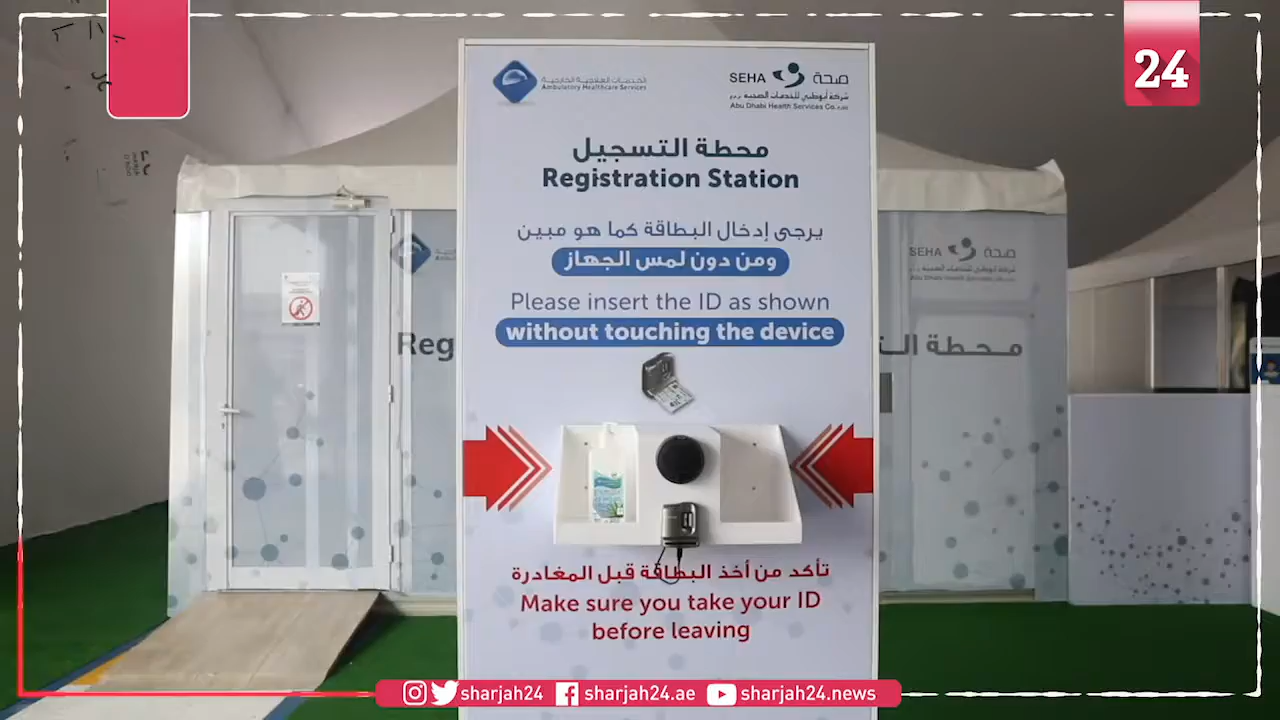 24
الخدمات العلاجية الخارجية
Ambulatory Healthcare Services
SEHA صحة
شركة أبوظبي للخدمات الصحية ش.م.ع
Abu Dhabi Health Services Co.
محطة التسجيل
Registration Station
يرجى إدخال البطاقة كما هو مبين
ومن دون لمس الجهاز
Please insert the ID as shown
without touching the device
تأكد من أخذ البطاقة قبل المغادرة
Make sure you take your ID
before leaving
SEHA صحة
Reg
محطة الت
sharjah24 sharjah24.ae sharjah24.news